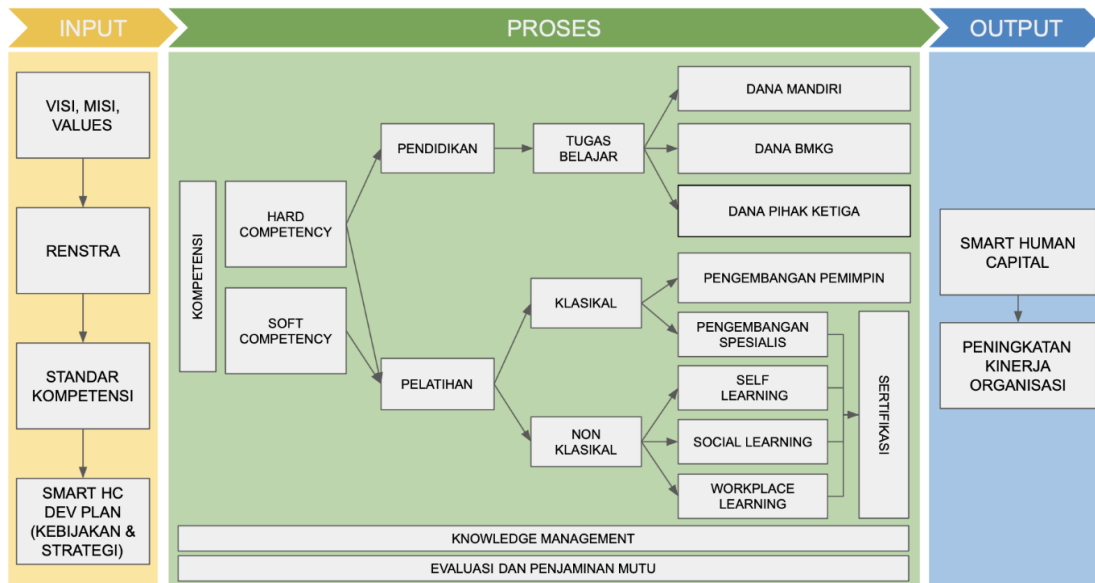 INPUT
PROSES
OUTPUT
VISI, MISI,
VALUES
RENSTRA
STANDAR
KOMPETENSI
SMART HC
DEV PLAN
(KEBIJAKAN &
STRATEGI)
KOMPETENSI
HARD
COMPETENCY
SOFT
COMPETENCY
PENDIDIKAN
PELATIHAN
TUGAS
BELAJAR
KLASIKAL
NON
KLASIKAL
DANA MANDIRI
DANA BMKG
DANA PIHAK KETIGA
PENGEMBANGAN PEMIMPIN
PENGEMBANGAN
SPESIALIS
SELF
LEARNING
SOCIAL LEARNING
WORKPLACE
LEARNING
SERTIFIKASI
KNOWLEDGE MANAGEMENT
EVALUASI DAN PENJAMINAN MUTU
SMART HUMAN
CAPITAL
PENINGKATAN
KINERJA
ORGANISASI